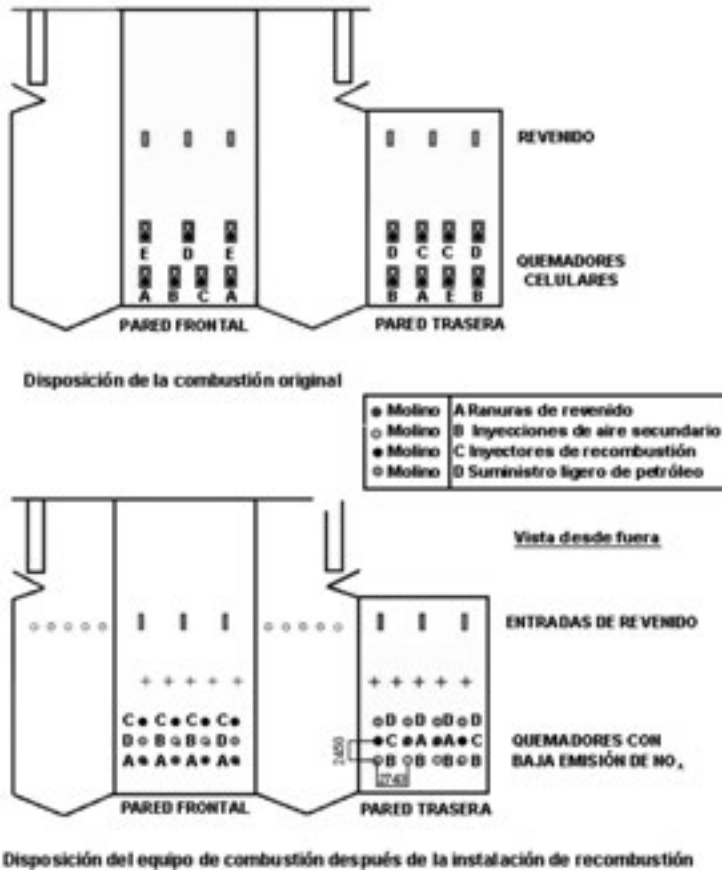 REVENIDO
E D E
D C C D
QUEMADORES
CELULARES
A B C A
B A E B
PARED FRONTAL
PARED TRASERA
Disposición de la combustión original
Molino A Ranuras de revenido
Molino B Inyecciones de aire secundario
Molino C Inyectores de recombustión
Molino D Suministro ligero de petróleo
Vista desde fuera
ENTRADAS DE REVENIDO
C C C C
D B B D
A A A A
D D D D
C A A C
B B B B
2450
2743
QUEMADORES CON
BAJA EMISIÓN DE NOₓ
PARED FRONTAL
PARED TRASERA
Disposición del equipo de combustión después de la instalación de recombustión